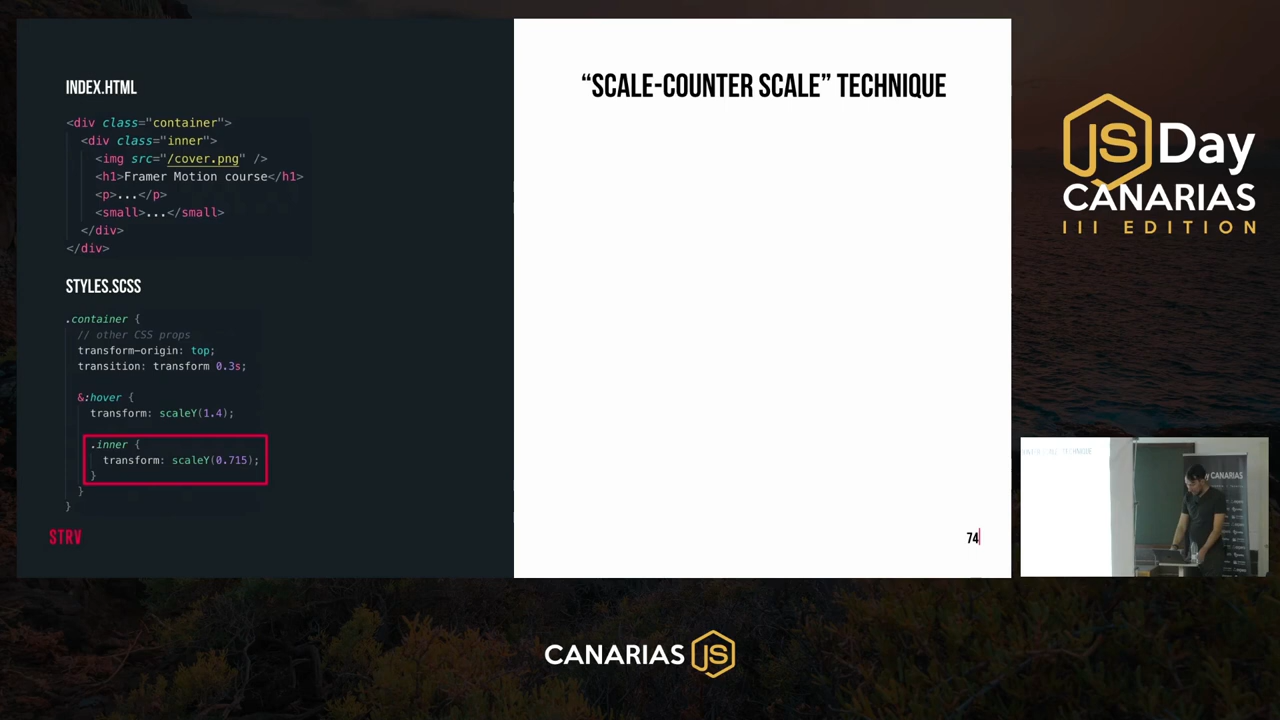 INDEX.HTML
<div class="container">
<div class="inner">
<img src="/cover.png" />
<h1>Framer Motion course</h1>
<p>...</p>
<small>...</small>
</div>
</div>
STYLES.SCSS
.container {
// other CSS props
transform-origin: top;
transition: transform 0.3s;
&:hover {
transform: scaleY(1.4);
.inner {
transform: scaleY(0.715);
}
}
}
STRV
“SCALE-COUNTER SCALE” TECHNIQUE
74
JS Day
CANARIAS
III EDITION
Day CANARIAS
CANARIAS JS